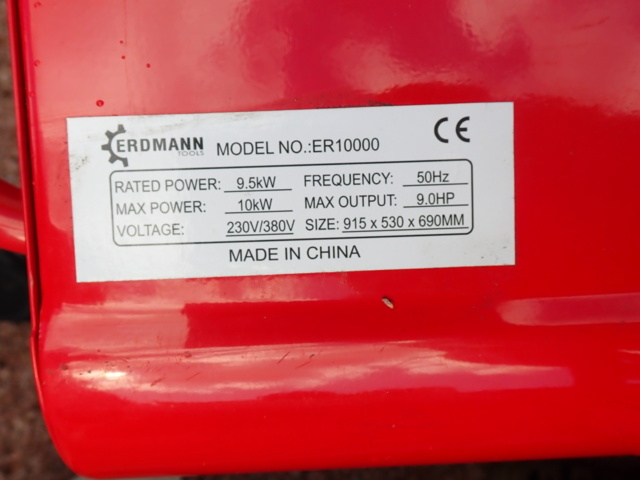 ERDMANN
TOOLS
MODEL NO.:ER10000
CE
RATED POWER: 9.5kW FREQUENCY: 50Hz
MAX POWER: 10kW MAX OUTPUT: 9.0HP
VOLTAGE: 230V/380V SIZE: 915 x 530 x 690MM
MADE IN CHINA